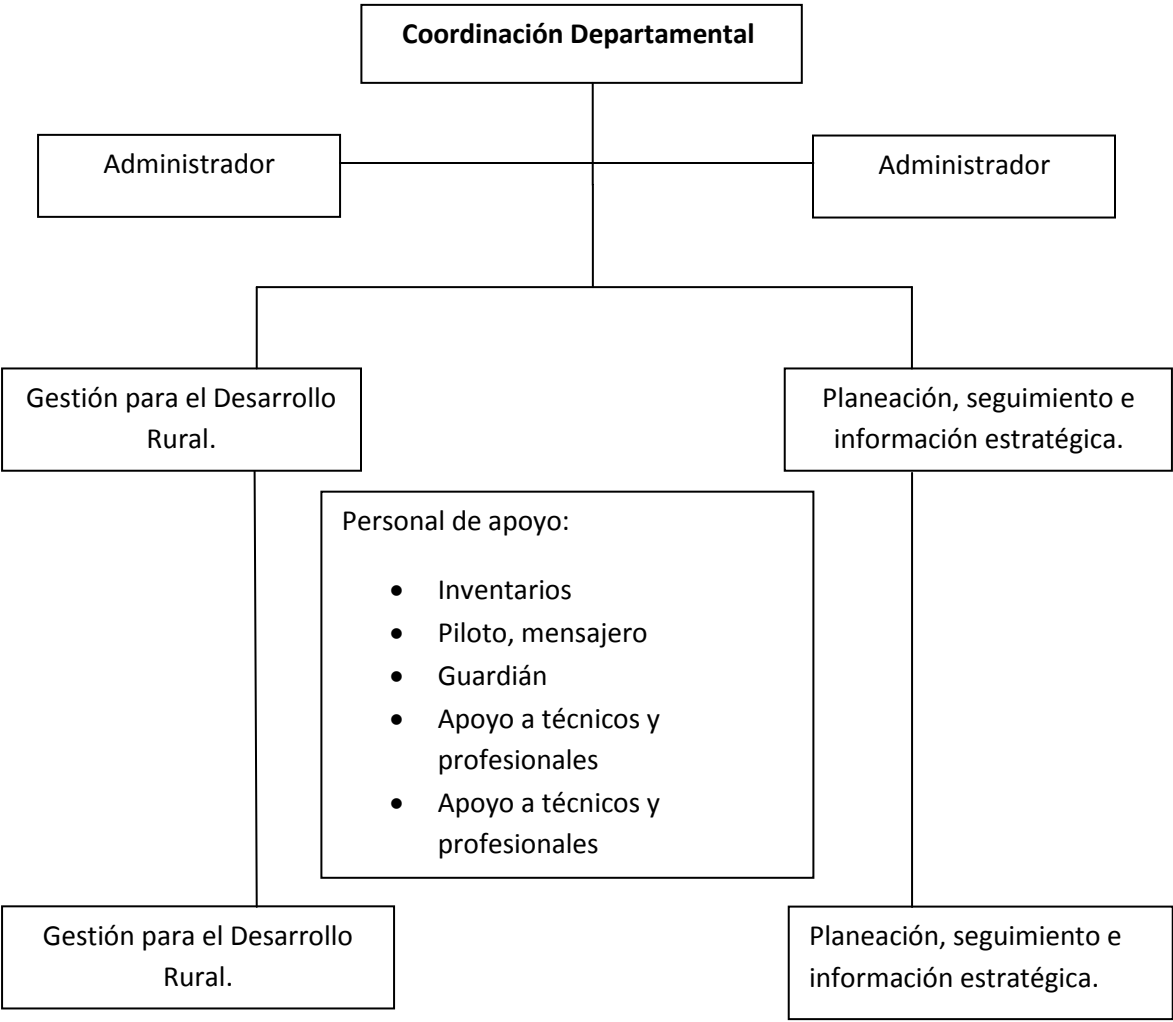 Coordinación Departamental
Administrador
Administrador
Gestión para el Desarrollo
Rural.
Planeación, seguimiento e
información estratégica.
Personal de apoyo:
• Inventarios
• Piloto, mensajero
• Guardián
• Apoyo a técnicos y
profesionales
• Apoyo a técnicos y
profesionales
Gestión para el Desarrollo
Rural.
Planeación, seguimiento e
información estratégica.